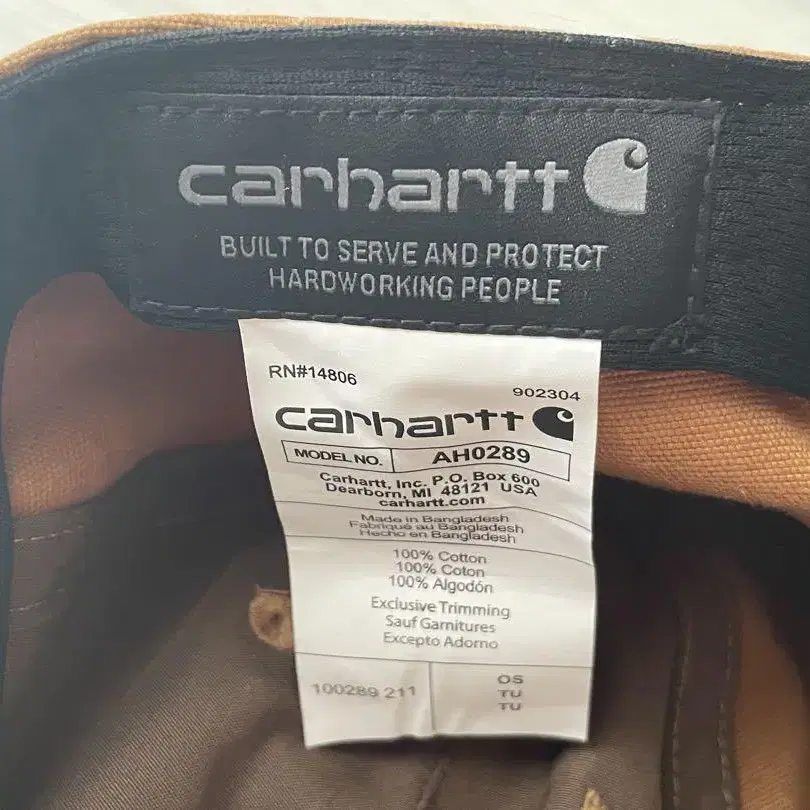 carhartt
BUILT TO SERVE AND PROTECT
HARDWORKING PEOPLE
RN#14806
902304
carhartt
MODEL NO. AH0289
Carhartt, Inc. P.O. Box 600
Dearborn, MI 48121 USA
carhartt.com
Made in Bangladesh
Fabriqué au Bangladesh
Hecho en Bangladesh
100% Cotton
100% Coton
100% Algodón
Exclusive Trimming
Sauf Garnitures
Excepto Adorno
100289 211
OS
TU
TU